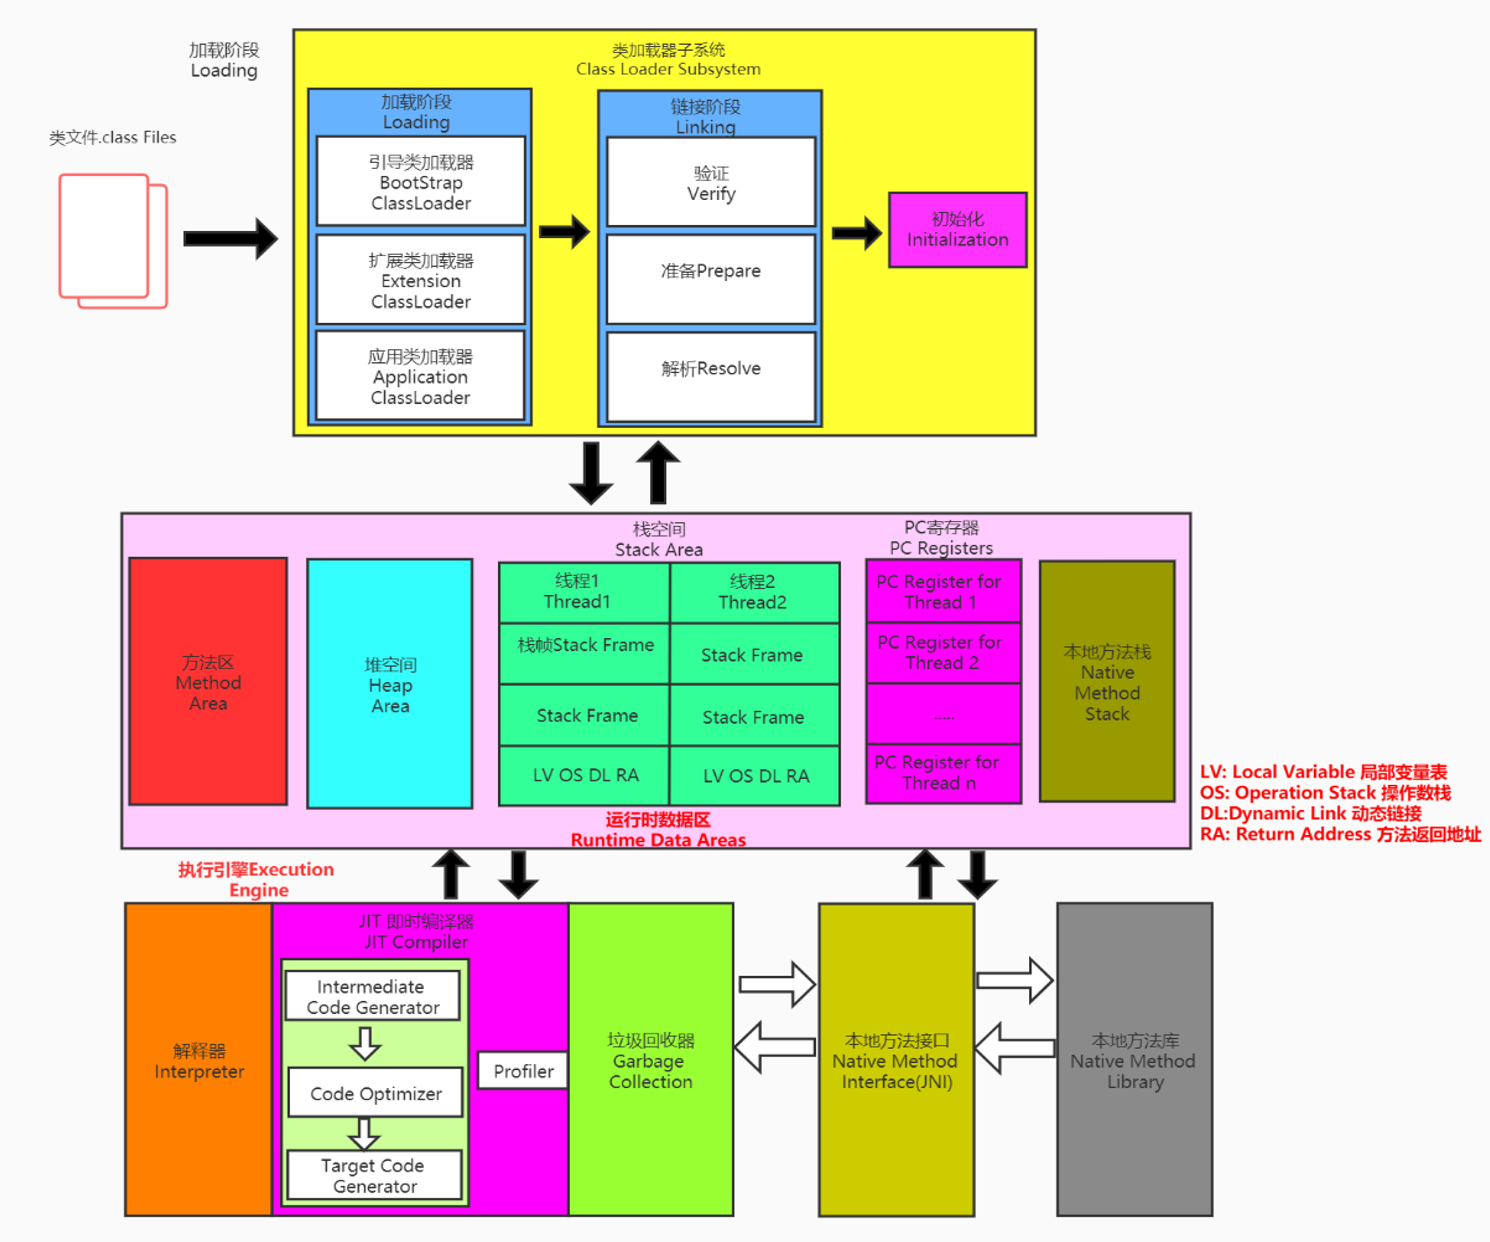 加载阶段
Loading
类文件.class Files
类加载器子系统
Class Loader Subsystem
加载阶段
Loading
引导类加载器
BootStrap
ClassLoader
扩展类加载器
Extension
ClassLoader
应用类加载器
Application
ClassLoader
链接阶段
Linking
验证
Verify
准备Prepare
解析Resolve
初始化
Initialization
方法区
Method
Area
堆空间
Heap
Area
栈空间
Stack Area
线程1
Thread1
线程2
Thread2
栈帧Stack Frame
Stack Frame
Stack Frame
Stack Frame
LV OS DL RA
LV OS DL RA
PC寄存器
PC Registers
PC Register for
Thread 1
PC Register for
Thread 2
.....
PC Register for
Thread n
本地方法栈
Native
Method
Stack
运行时数据区
Runtime Data Areas
LV: Local Variable 局部变量表
OS: Operation Stack 操作数栈
DL:Dynamic Link 动态链接
RA: Return Address 方法返回地址
执行引擎Execution
Engine
解释器
Interpreter
JIT 即时编译器
JIT Compiler
Intermediate
Code Generator
Code Optimizer
Target Code
Generator
Profiler
垃圾回收器
Garbage
Collection
本地方法接口
Native Method
Interface(JNI)
本地方法库
Native Method
Library